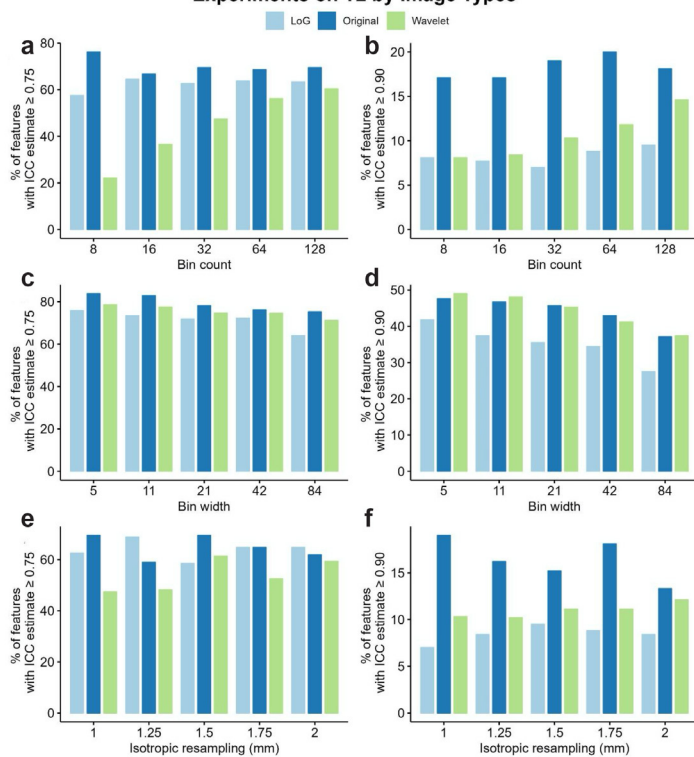 Experiments on T2 by Image Types
LoG Original Wavelet
a
b
% of features
with ICC estimate ≥ 0.75
80
60
40
20
0
8 16 32 64 128
Bin count
% of features
with ICC estimate ≥ 0.90
20
15
10
5
0
8 16 32 64 128
Bin count
c
d
% of features
with ICC estimate ≥ 0.75
80
60
40
20
0
5 11 21 42 84
Bin width
% of features
with ICC estimate ≥ 0.90
50
40
30
20
10
0
5 11 21 42 84
Bin width
e
f
% of features
with ICC estimate ≥ 0.75
60
40
20
0
1 1.25 1.5 1.75 2
Isotropic resampling (mm)
% of features
with ICC estimate ≥ 0.90
15
10
5
0
1 1.25 1.5 1.75 2
Isotropic resampling (mm)